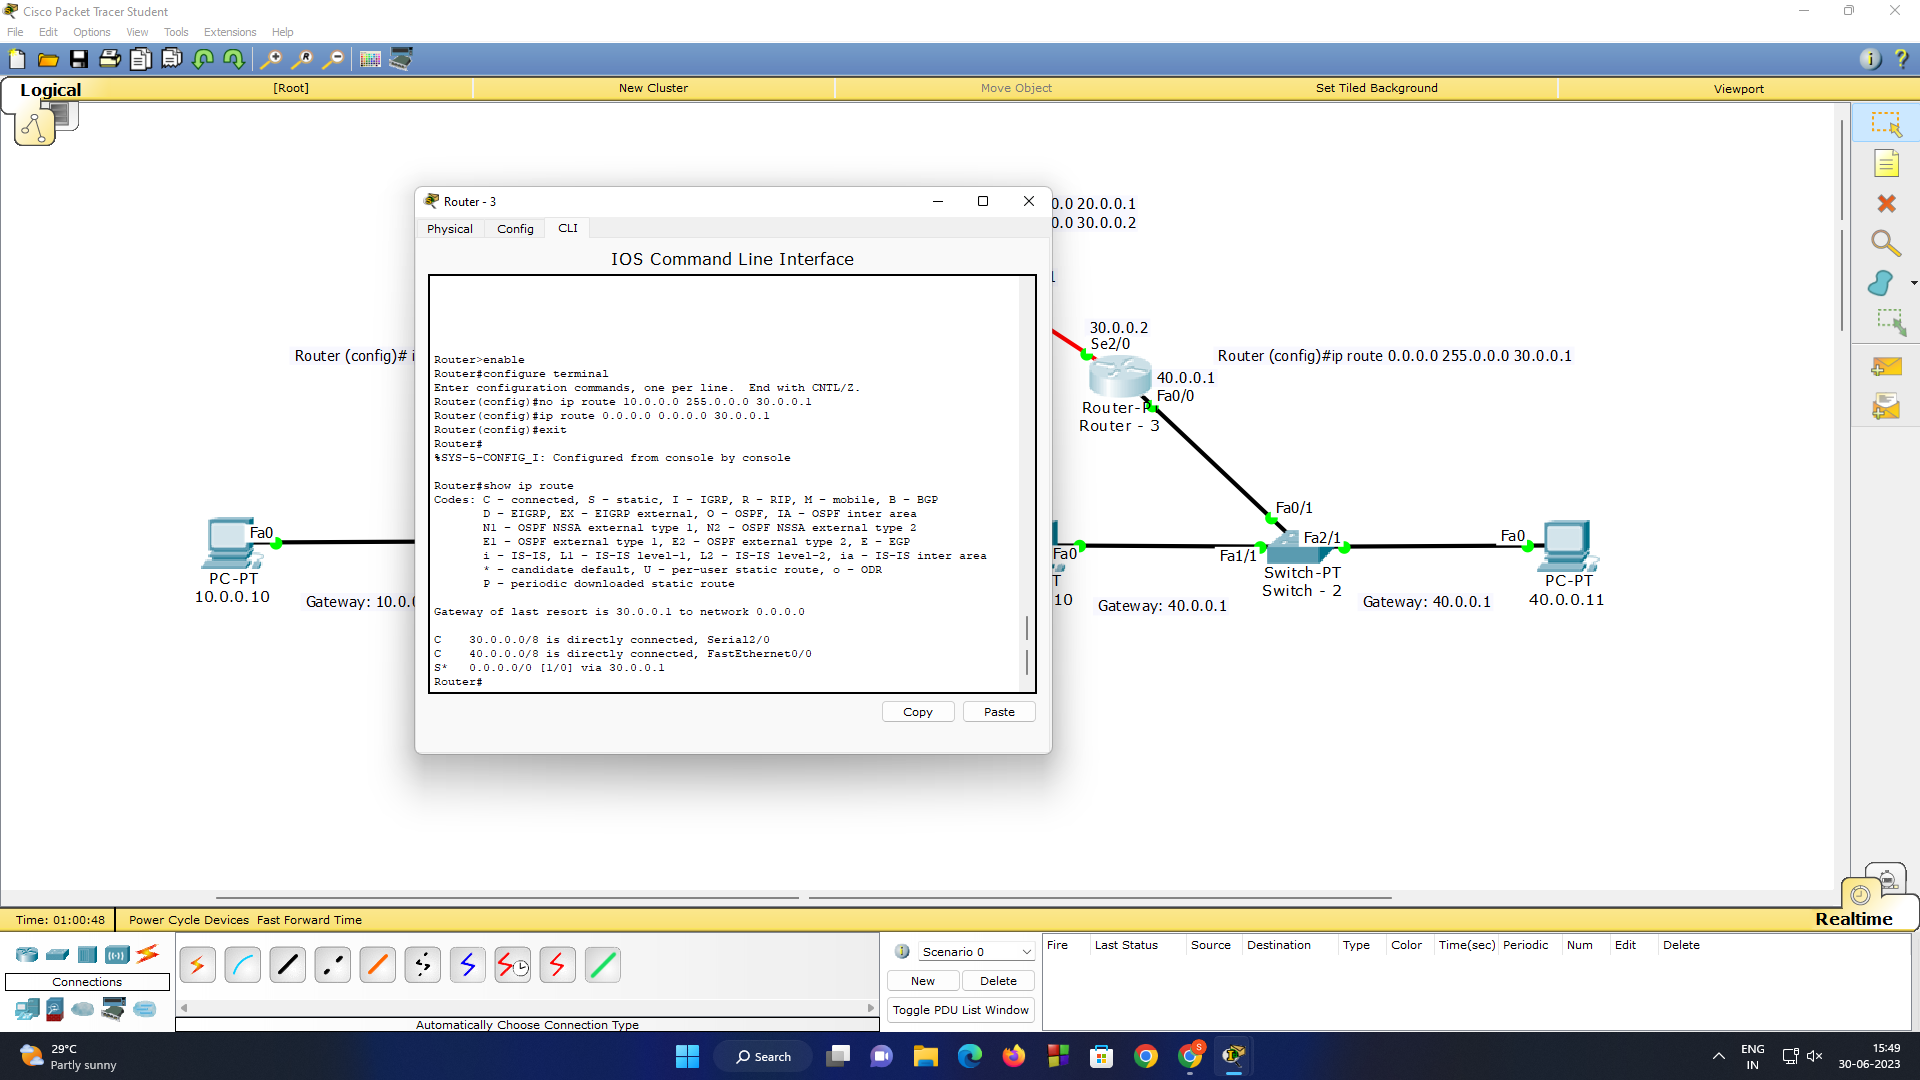 Cisco Packet Tracer Student
File Edit Options View Tools Extensions Help
Logical [Root] New Cluster Move Object Set Tiled Background Viewport
Router - 3
Physical Config CLI
IOS Command Line Interface
Router>enable
Router#configure terminal
Enter configuration commands, one per line.  End with CNTL/Z.
Router(config)#no ip route 10.0.0.0 255.0.0.0 30.0.0.1
Router(config)#ip route 0.0.0.0 0.0.0.0 30.0.0.1
Router(config)#exit
Router#
%SYS-5-CONFIG_I: Configured from console by console
Router#show ip route
Codes: C - connected, S - static, I - IGRP, R - RIP, M - mobile, B - BGP
D - EIGRP, EX - EIGRP external, O - OSPF, IA - OSPF inter area
N1 - OSPF NSSA external type 1, N2 - OSPF NSSA external type 2
E1 - OSPF external type 1, E2 - OSPF external type 2, E - EGP
i - IS-IS, L1 - IS-IS level-1, L2 - IS-IS level-2, ia - IS-IS inter area
* - candidate default, U - per-user static route, o - ODR
P - periodic downloaded static route
Gateway of last resort is 30.0.0.1 to network 0.0.0.0
C    30.0.0.0/8 is directly connected, Serial2/0
C    40.0.0.0/8 is directly connected, FastEthernet0/0
S*   0.0.0.0/0 [1/0] via 30.0.0.1
Router#
Copy Paste
.0 20.0.0.1
.0 30.0.0.2
30.0.0.2
Se2/0
Router (config)# i
Router (config)#ip route 0.0.0.0 255.0.0.0 30.0.0.1
40.0.0.1
Fa0/0
Router-P
Router - 3
Fa0/1
Fa0
PC-PT
10.0.0.10
Gateway: 10.0.0
Fa0
T
10
Gateway: 40.0.0.1
Fa1/1
Fa2/1
Switch-PT
Switch - 2
Gateway: 40.0.0.1
Fa0
PC-PT
40.0.0.11
Time: 01:00:48 Power Cycle Devices Fast Forward Time
Realtime
Connections
Automatically Choose Connection Type
Scenario 0
New Delete
Toggle PDU List Window
Fire Last Status Source Destination Type Color Time(sec) Periodic Num Edit Delete
29°C
Partly sunny
Search
S
ENG
IN
15:49
30-06-2023